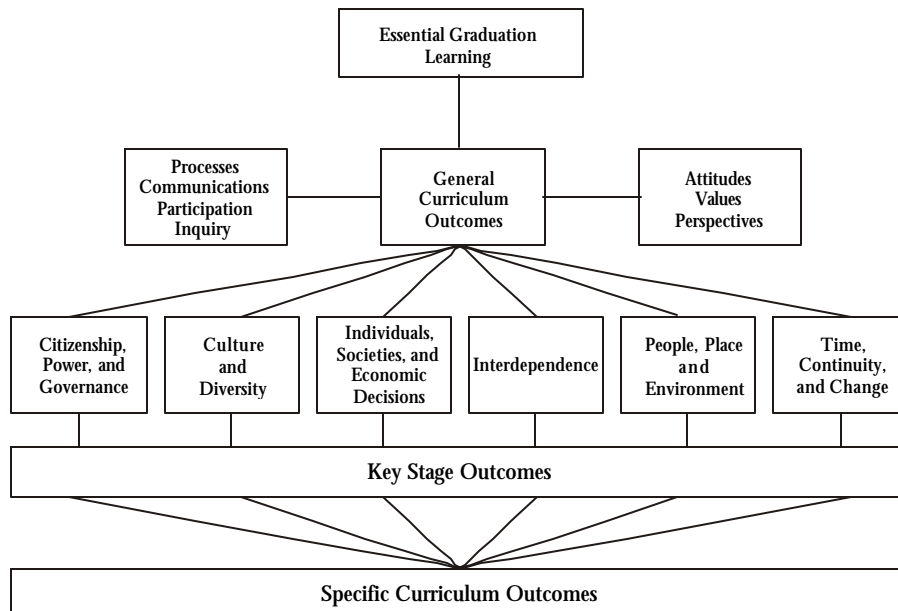 Essential Graduation
Learning
Processes
Communications
Participation
Inquiry
General
Curriculum
Outcomes
Attitudes
Values
Perspectives
Citizenship,
Power, and
Governance
Culture
and
Diversity
Individuals,
Societies, and
Economic
Decisions
Interdependence
People, Place
and
Environment
Time,
Continuity,
and Change
Key Stage Outcomes
Specific Curriculum Outcomes